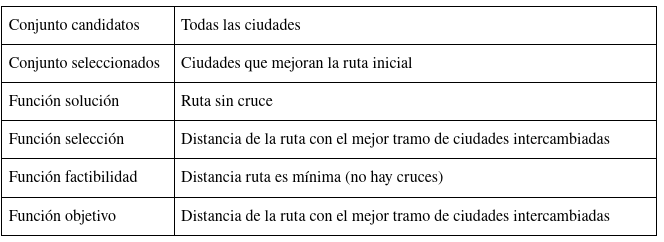 Conjunto candidatos Todas las ciudades
Conjunto seleccionados Ciudades que mejoran la ruta inicial
Función solución Ruta sin cruce
Función selección Distancia de la ruta con el mejor tramo de ciudades intercambiadas
Función factibilidad Distancia ruta es mínima (no hay cruces)
Función objetivo Distancia de la ruta con el mejor tramo de ciudades intercambiadas